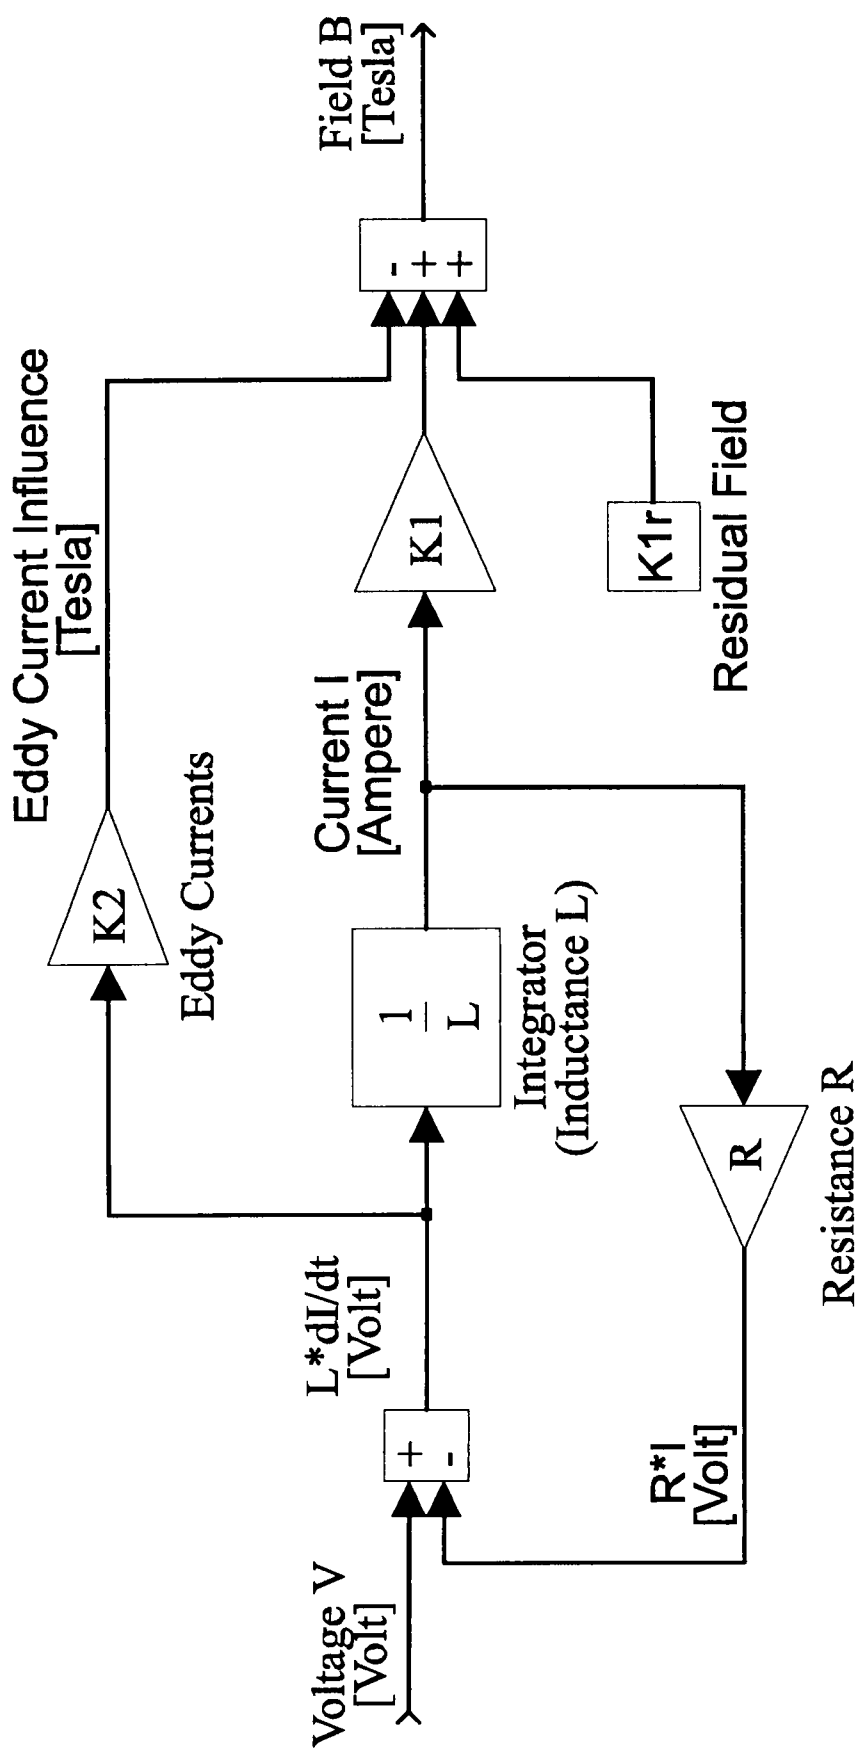 Eddy Current Influence
[Tesla]
K2
Eddy Currents
Field B
[Tesla]
-
+
+
Voltage V
[Volt]
+
-
L*dI/dt
[Volt]
1
L
Integrator
(Inductance L)
Current I
[Ampere]
K1
K1r
Residual Field
R*I
[Volt]
R
Resistance R